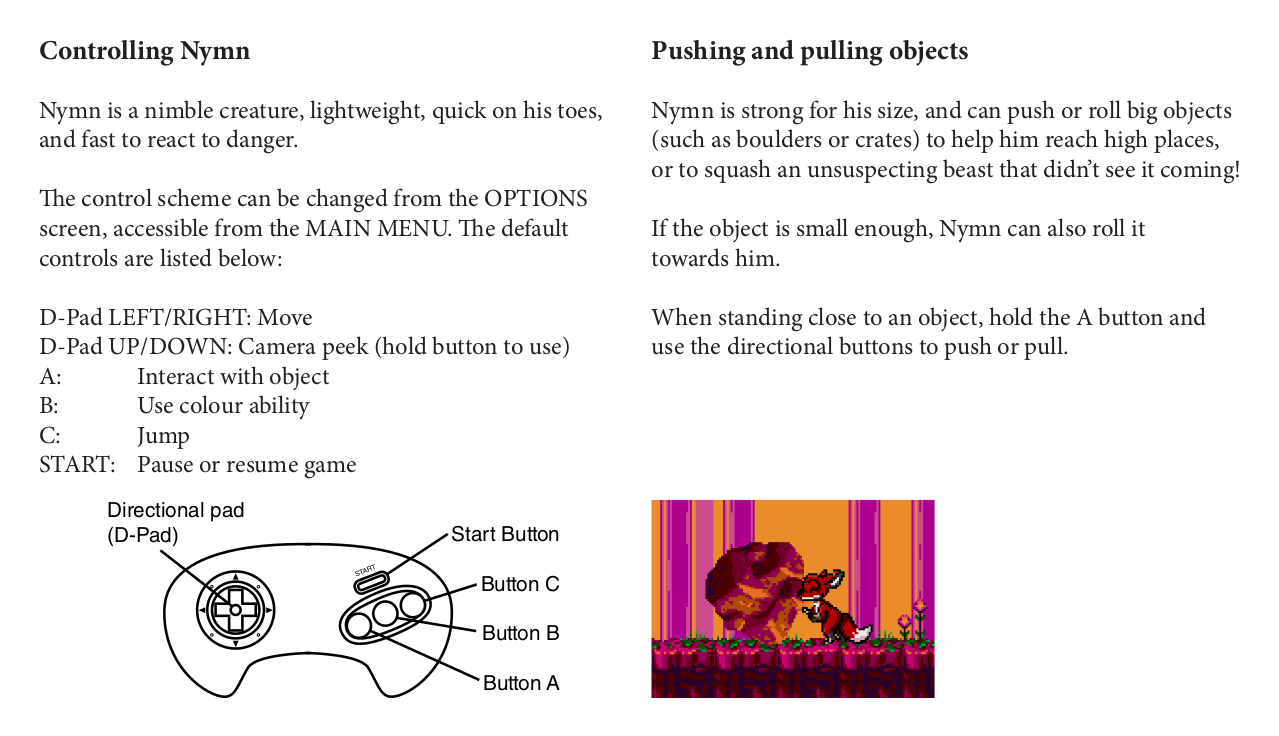 Controlling Nymn
Nymn is a nimble creature, lightweight, quick on his toes,
and fast to react to danger.
The control scheme can be changed from the OPTIONS
screen, accessible from the MAIN MENU. The default
controls are listed below:
D-Pad LEFT/RIGHT: Move
D-Pad UP/DOWN: Camera peek (hold button to use)
A: Interact with object
B: Use colour ability
C: Jump
START: Pause or resume game
Directional pad
(D-Pad)
START
Start Button
Button C
Button B
Button A
Pushing and pulling objects
Nymn is strong for his size, and can push or roll big objects
(such as boulders or crates) to help him reach high places,
or to squash an unsuspecting beast that didn’t see it coming!
If the object is small enough, Nymn can also roll it
towards him.
When standing close to an object, hold the A button and
use the directional buttons to push or pull.